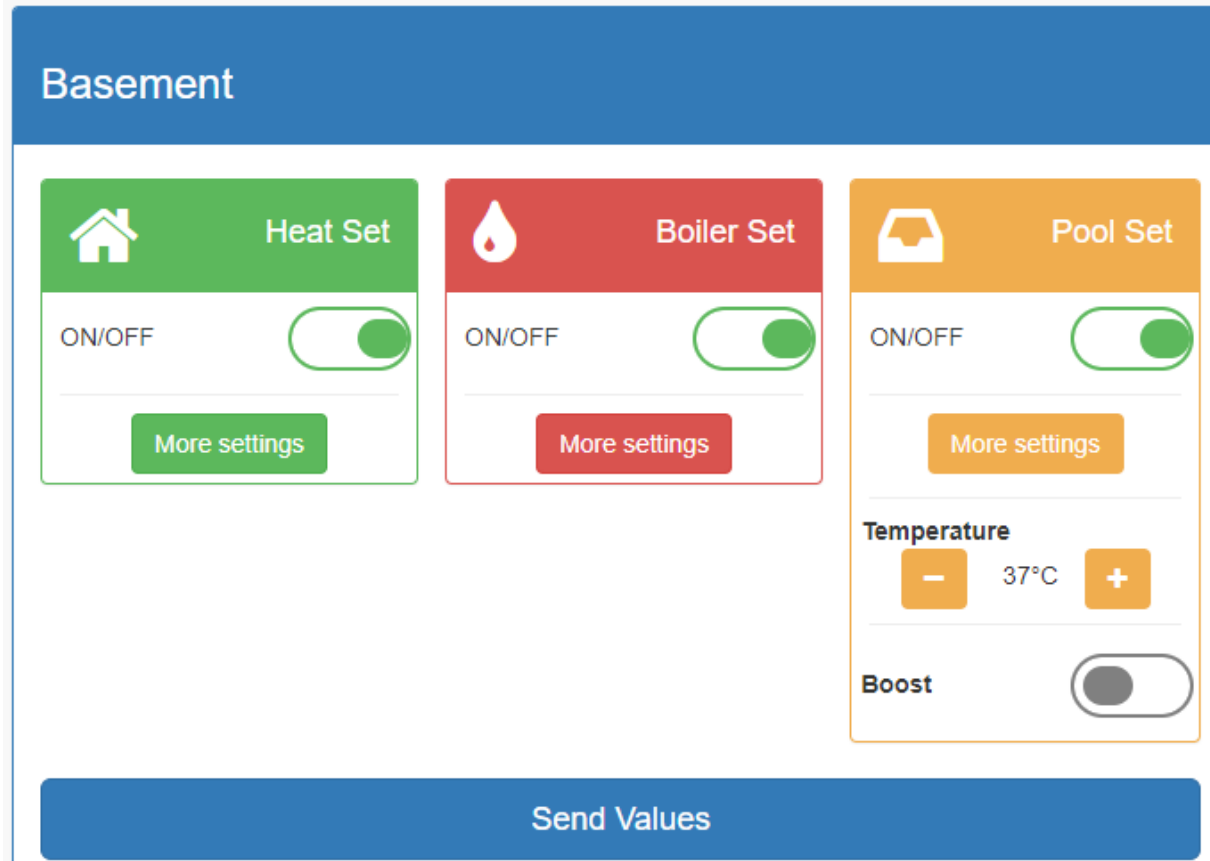 Basement
Heat Set
ON/OFF
More settings
Boiler Set
ON/OFF
More settings
Pool Set
ON/OFF
More settings
Temperature
37°C
Boost
Send Values